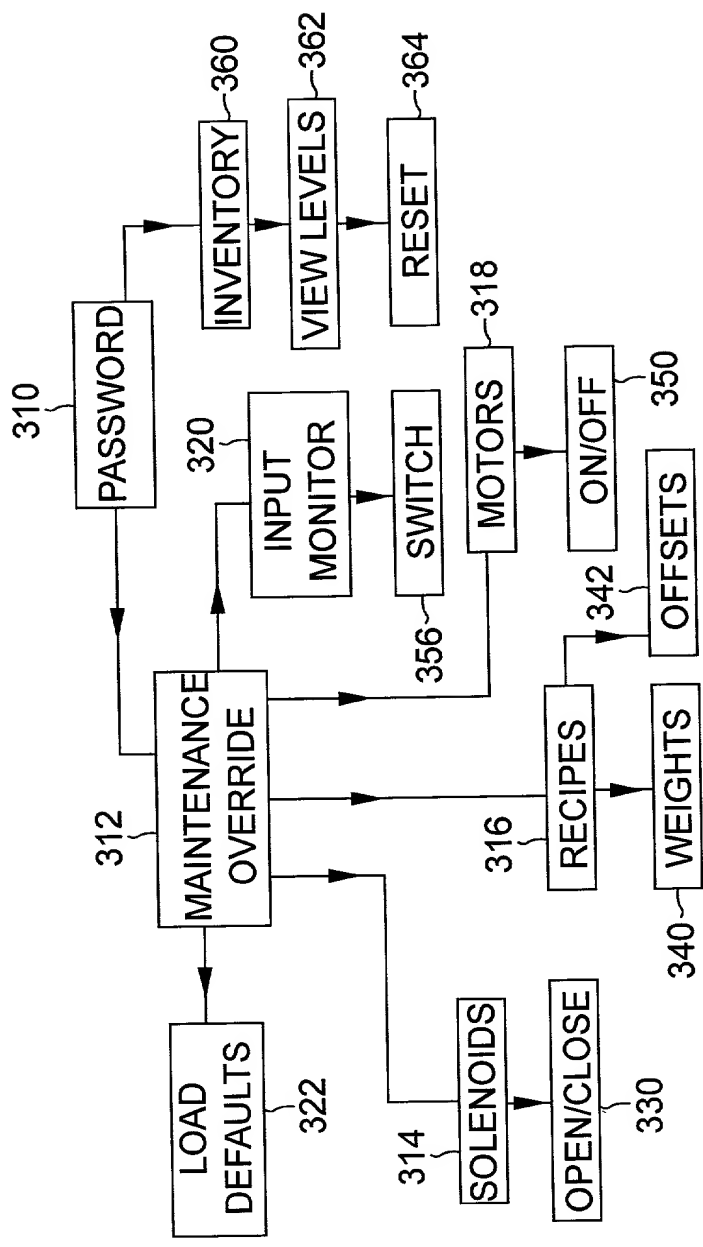 310
PASSWORD
312
MAINTENANCE
OVERRIDE
320
INPUT
MONITOR
INVENTORY
360
LOAD
DEFAULTS
322
VIEW LEVELS
362
SWITCH
356
RESET
364
314
SOLENOIDS
MOTORS
318
316
RECIPES
OPEN/CLOSE
330
ON/OFF
350
WEIGHTS
340
342
OFFSETS